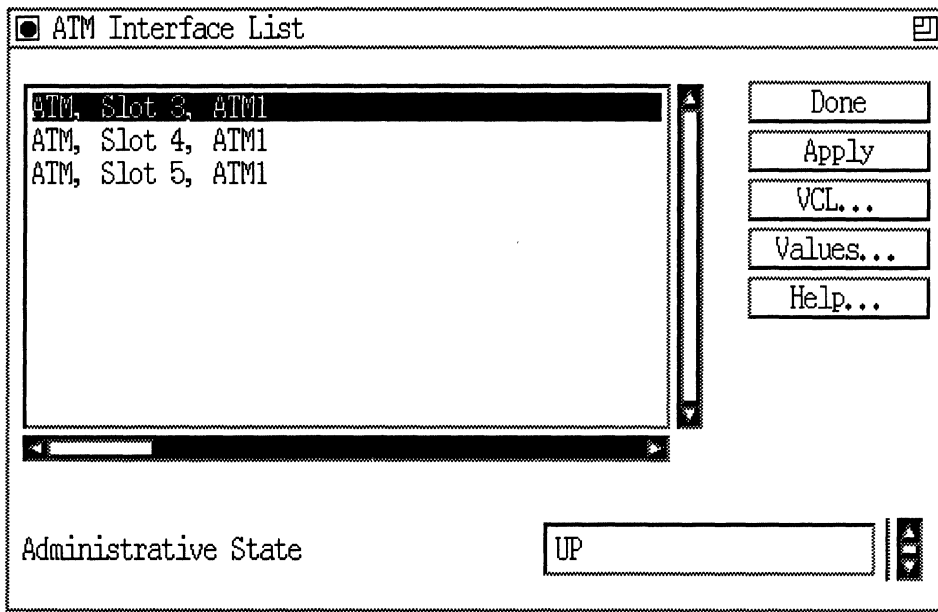 ATM Interface List
ATM, Slot 3, ATM1
ATM, Slot 4, ATM1
ATM, Slot 5, ATM1
Done
Apply
VCL...
Values...
Help...
Administrative State
UP